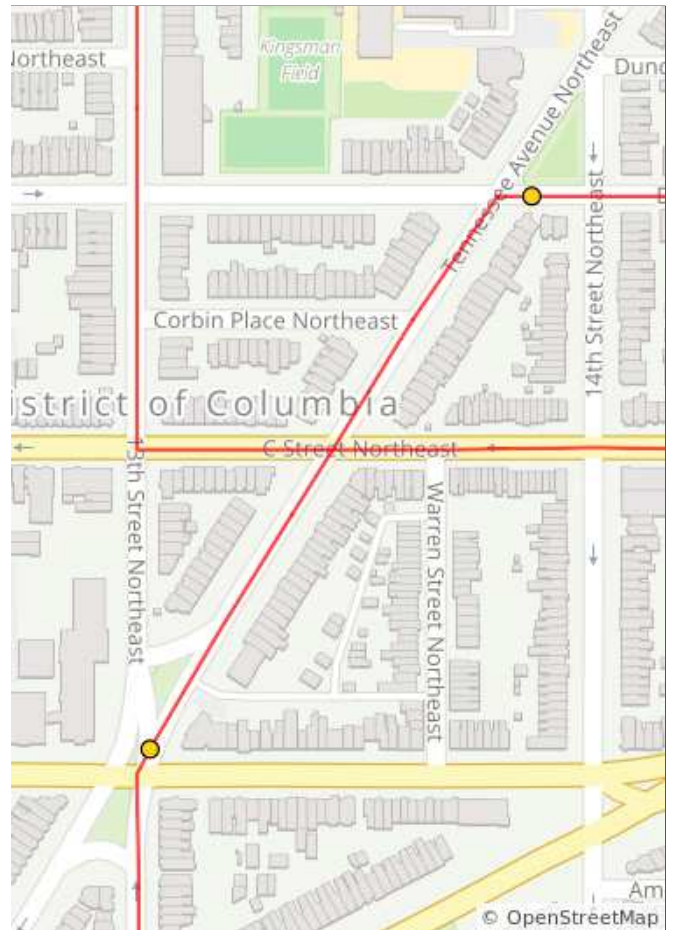 Kingsman
Field
Northeast
Tennessee Avenue Northeast
14th Street Northeast
Corbin Place Northeast
District of Columbia
C Street Northeast
13th Street Northeast
Warren Street Northeast
Am
© OpenStreetMap